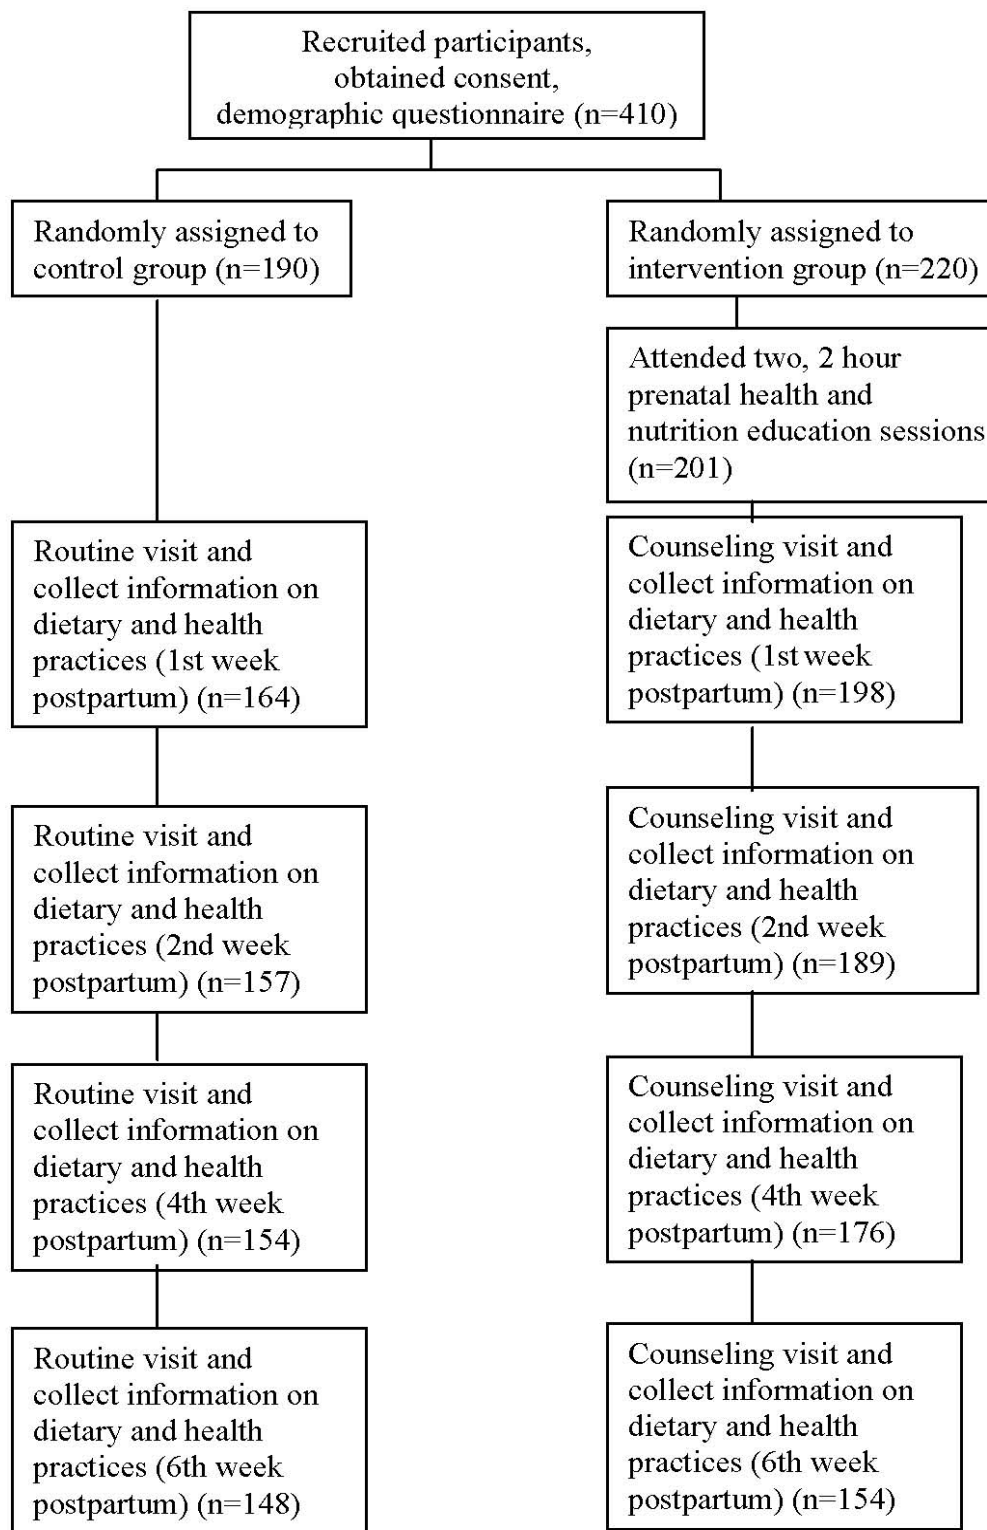 Recruited participants,
obtained consent,
demographic questionnaire (n=410)
Randomly assigned to
control group (n=190)
Randomly assigned to
intervention group (n=220)
Attended two, 2 hour
prenatal health and
nutrition education sessions
(n=201)
Routine visit and
collect information on
dietary and health
practices (1st week
postpartum) (n=164)
Counseling visit and
collect information on
dietary and health
practices (1st week
postpartum) (n=198)
Routine visit and
collect information on
dietary and health
practices (2nd week
postpartum) (n=157)
Counseling visit and
collect information on
dietary and health
practices (2nd week
postpartum) (n=189)
Routine visit and
collect information on
dietary and health
practices (4th week
postpartum) (n=154)
Counseling visit and
collect information on
dietary and health
practices (4th week
postpartum) (n=176)
Routine visit and
collect information on
dietary and health
practices (6th week
postpartum) (n=148)
Counseling visit and
collect information on
dietary and health
practices (6th week
postpartum) (n=154)